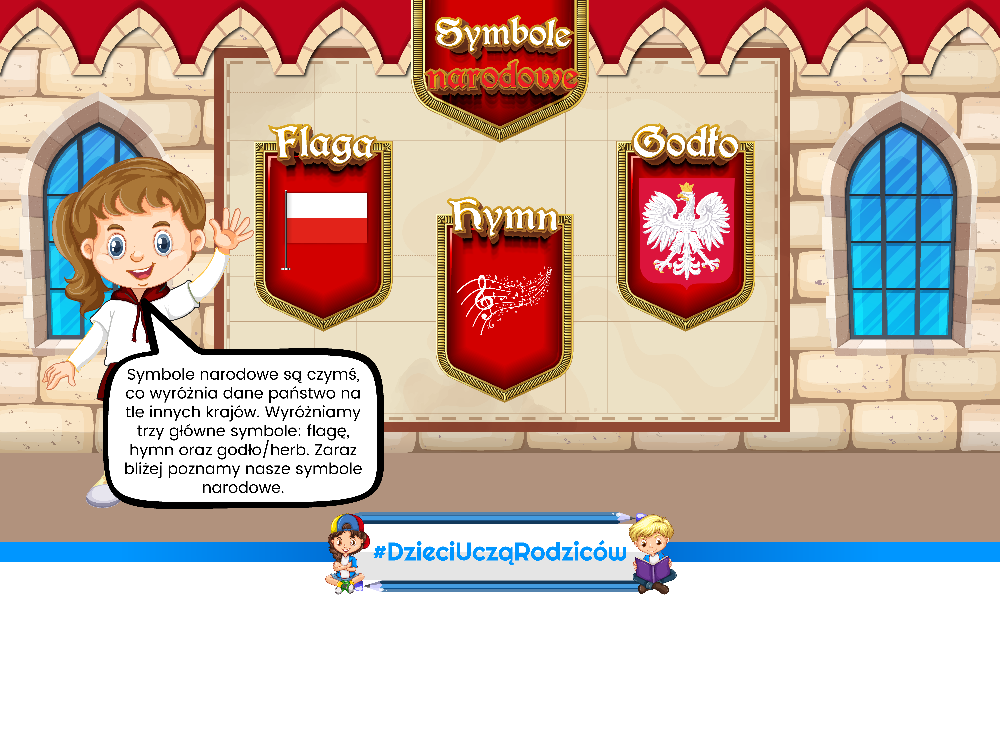 Symbole
narodowe
Flaga
Hymn
Godło
Symbole narodowe są czymś,
co wyróżnia dane państwo na
tle innych krajów. Wyróżniamy
trzy główne symbole: flagę,
hymn oraz godło/herb. Zaraz
bliżej poznamy nasze symbole
narodowe.
#DzieciUcząRodziców